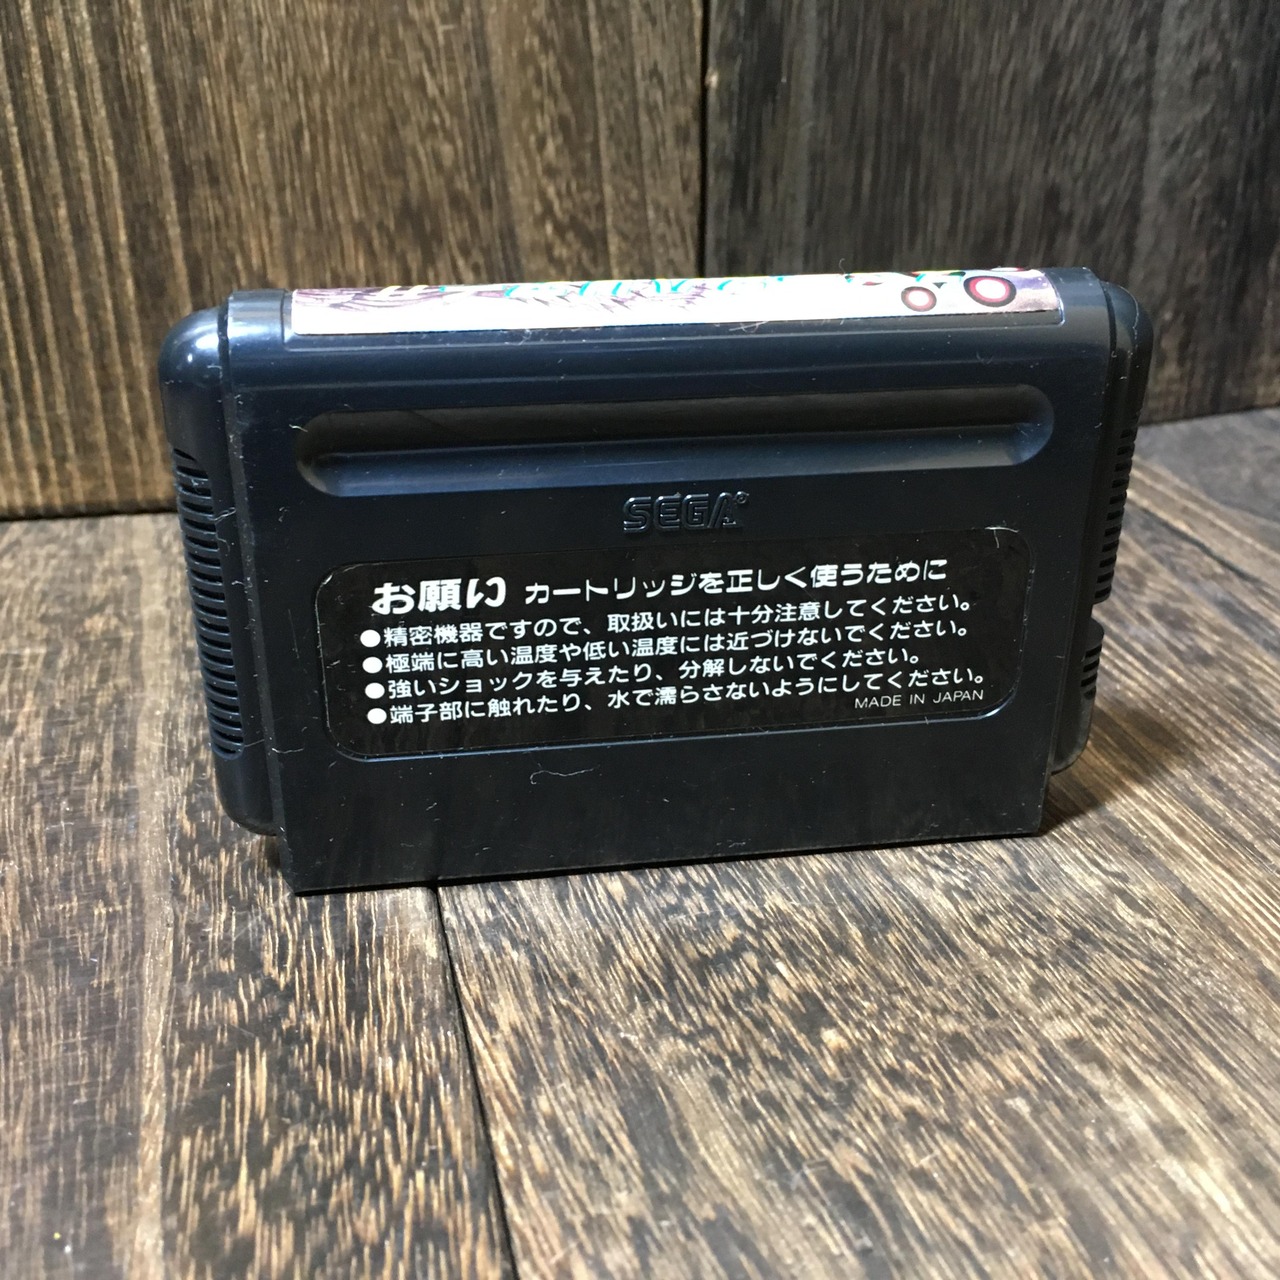 SEGA®
お願い カートリッジを正しく使うために
●精密機器ですので、取扱いには十分注意してください。
●極端に高い温度や低い温度には近づけないでください。
●強いショックを与えたり、分解しないでください。
●端子部に触れたり、水で濡らさないようにしてください。
MADE IN JAPAN